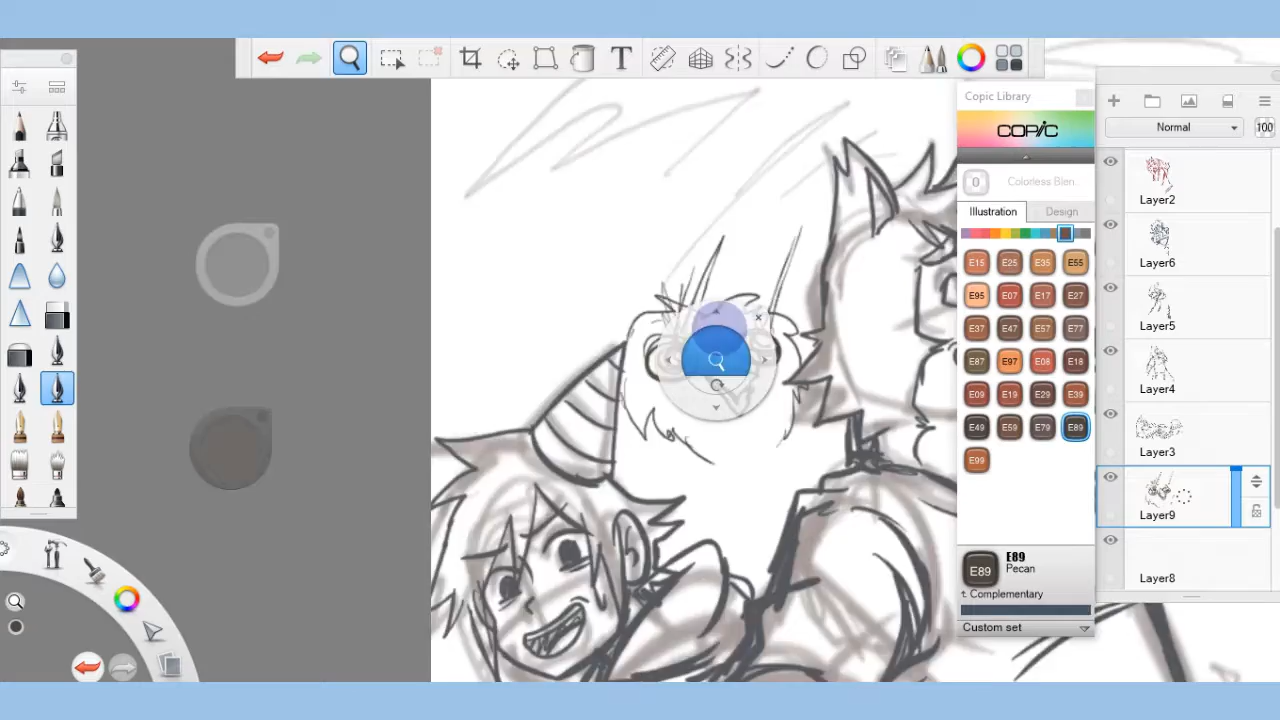 T
Copic Library
COPIC
0 Colorless Blen
Illustration Design
E15 E25 E35 E55
E95 E07 E17 E27
E37 E47 E57 E77
E87 E97 E08 E18
E09 E19 E29 E39
E49 E59 E79 E89
E99
E89
E89
Pecan
t. Complementary
Custom set
Normal 100
Layer2
Layer6
Layer5
Layer4
Layer3
Layer9
Layer8